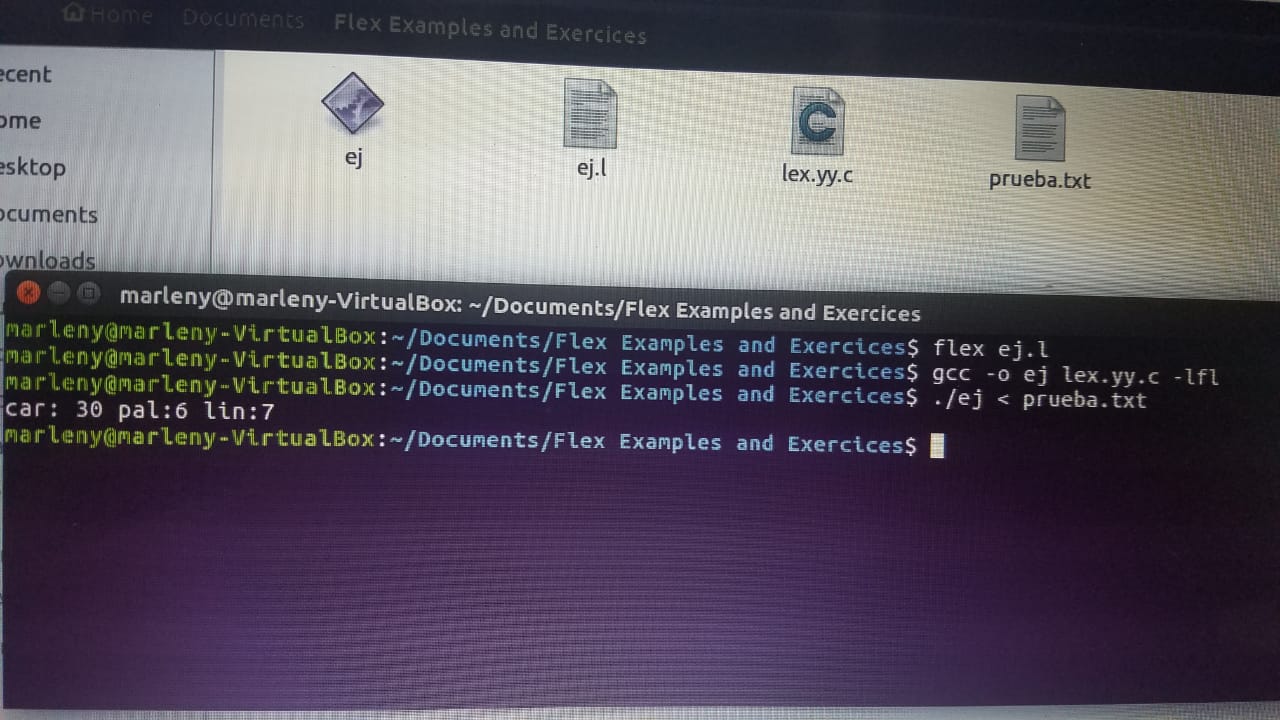 Home Documents Flex Examples and Exercices
ecent
ome
esktop
ocuments
ownloads
ej
ej.l
lex.yy.c
prueba.txt
marleny@marleny-VirtualBox: ~/Documents/Flex Examples and Exercices
marleny@marleny-VirtualBox:~/Documents/Flex Examples and Exercices$ flex ej.l
marleny@marleny-VirtualBox:~/Documents/Flex Examples and Exercices$ gcc -o ej lex.yy.c -lfl
marleny@marleny-VirtualBox:~/Documents/Flex Examples and Exercices$ ./ej < prueba.txt
car: 30 pal:6 lin:7
marleny@marleny-VirtualBox:~/Documents/Flex Examples and Exercices$